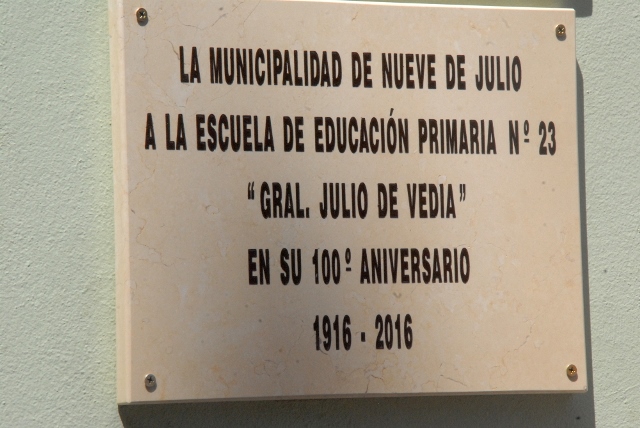 LA MUNICIPALIDAD DE NUEVE DE JULIO
A LA ESCUELA DE EDUCACIÓN PRIMARIA Nº 23
“GRAL. JULIO DE VEDIA”
EN SU 100º ANIVERSARIO
1916 - 2016